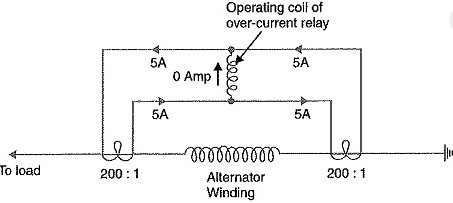 Operating coil of
over-current relay
5A
0 Amp
5A
5A
5A
To load
200 : 1
Alternator
Winding
200 : 1